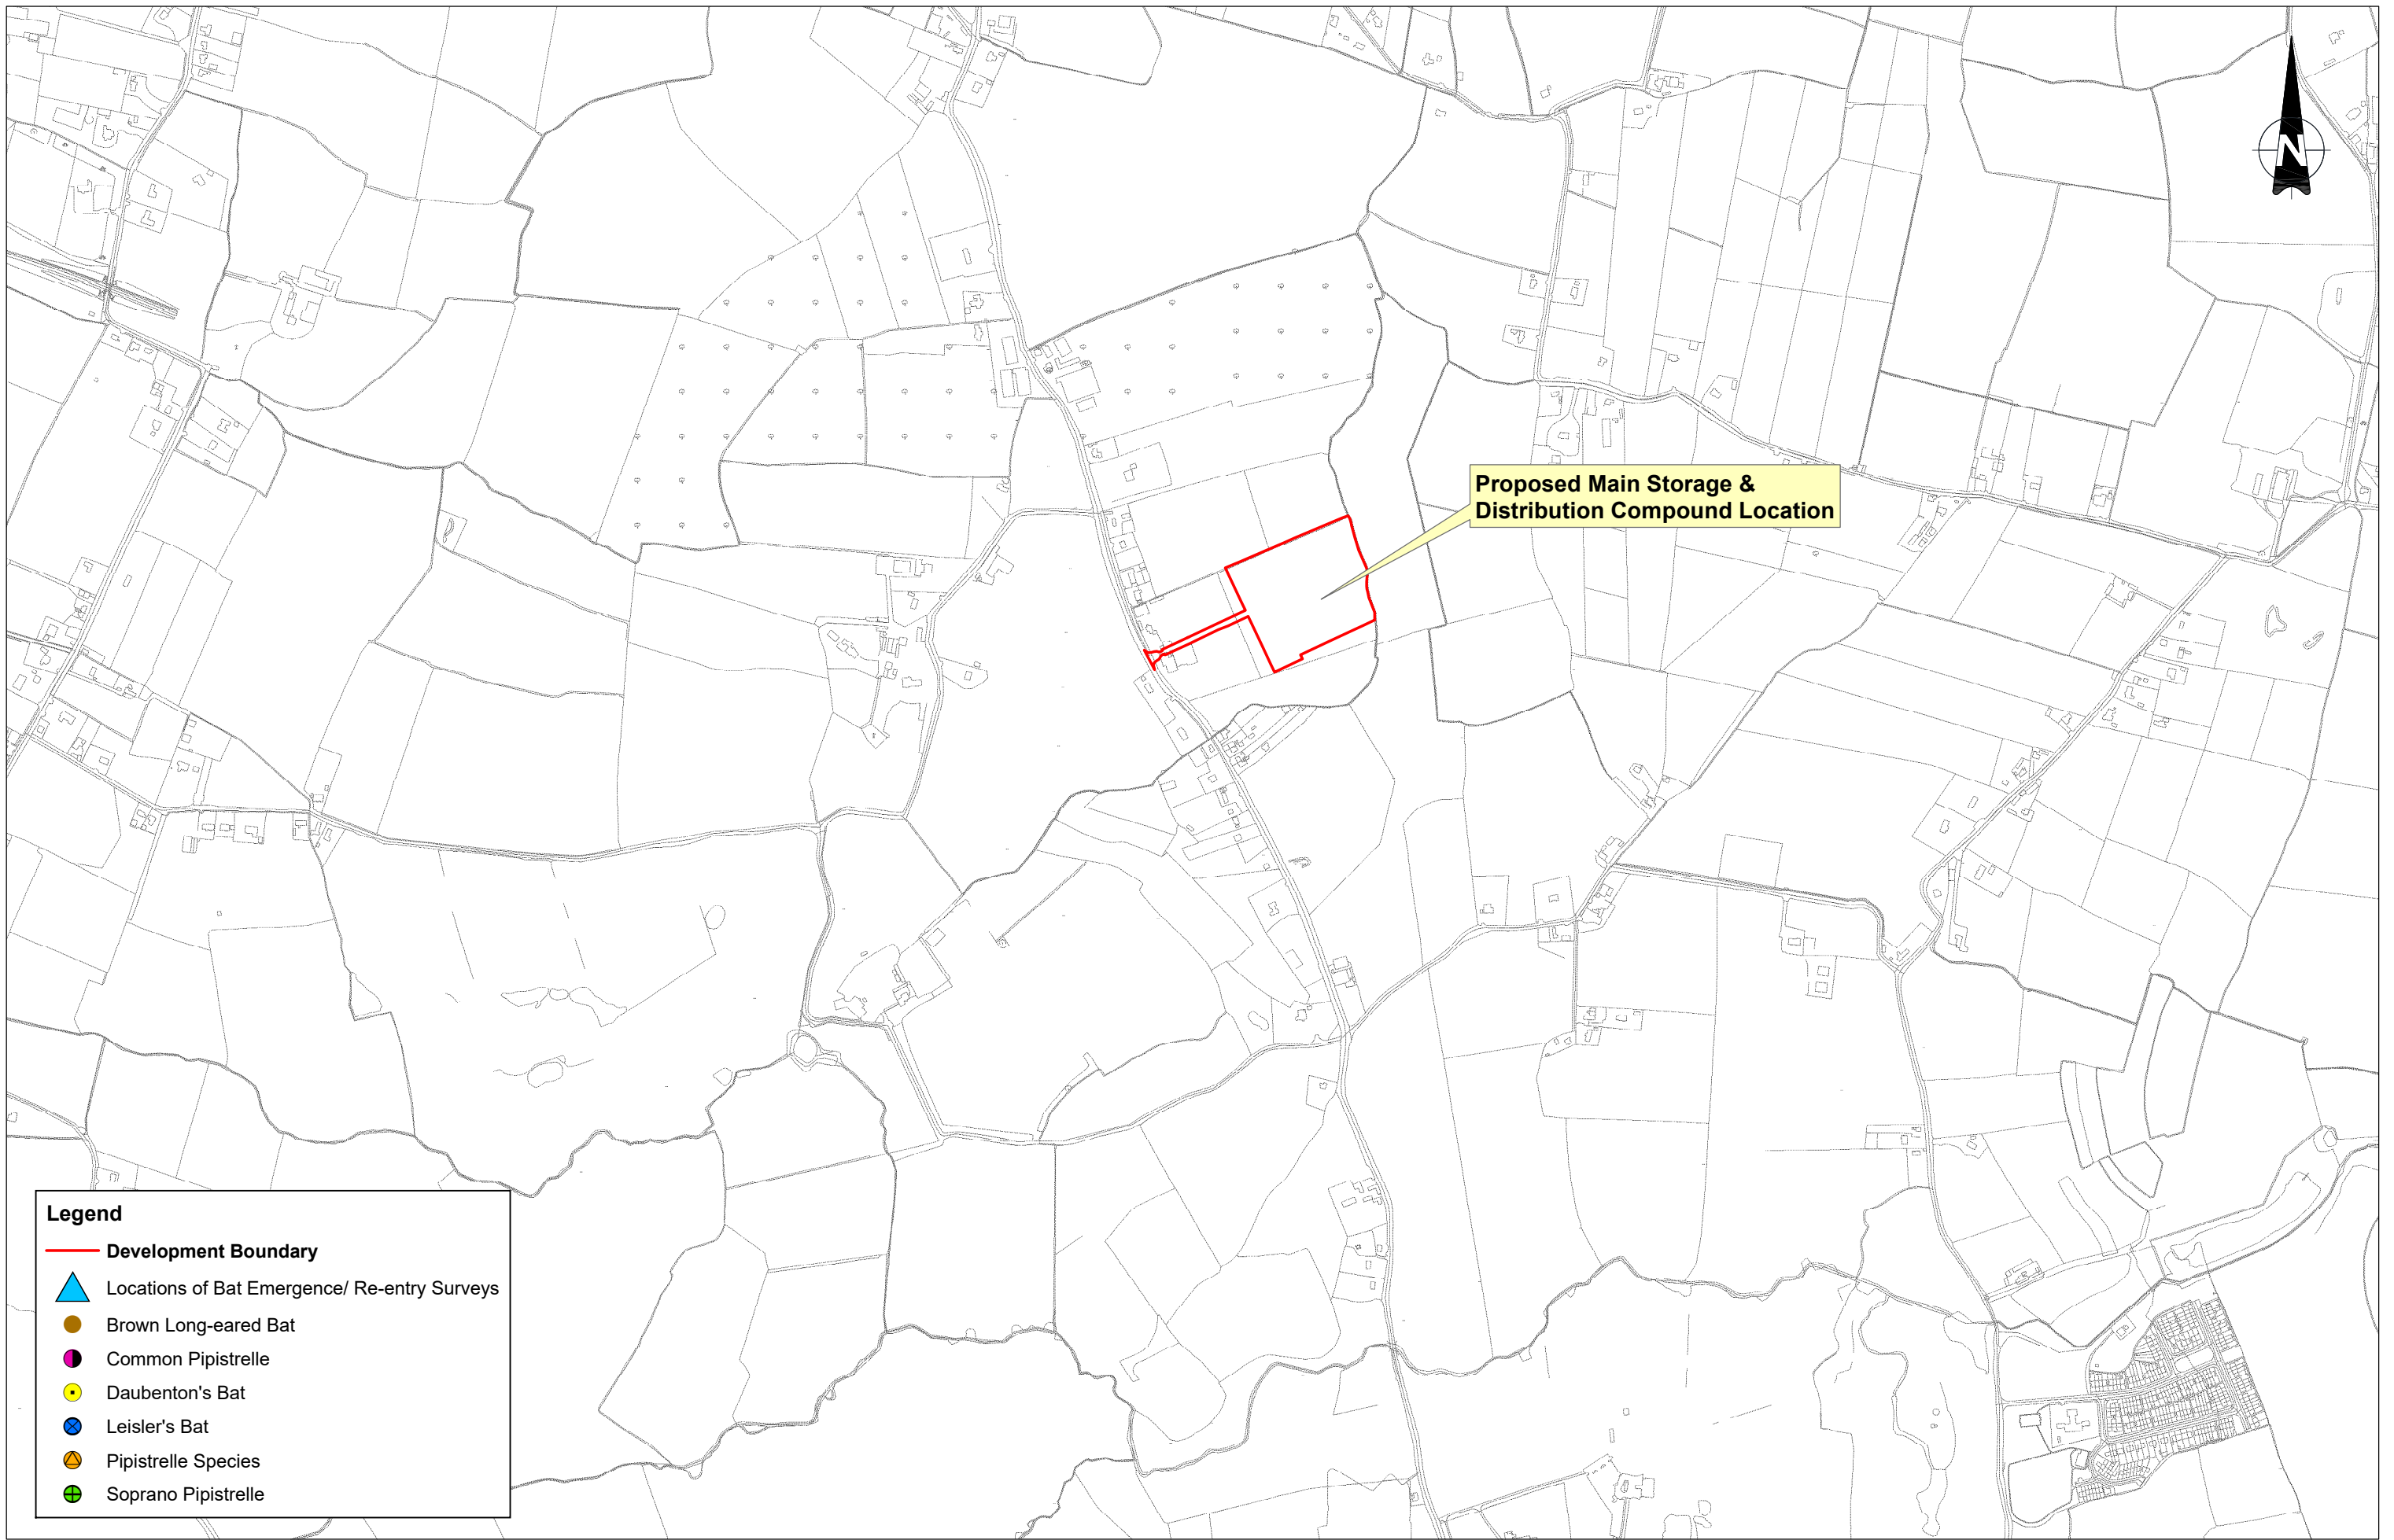 N
Proposed Main Storage &
Distribution Compound Location
Legend
Development Boundary
Locations of Bat Emergence/ Re-entry Surveys
Brown Long-eared Bat
Common Pipistrelle
Daubenton's Bat
Leisler's Bat
Pipistrelle Species
Soprano Pipistrelle